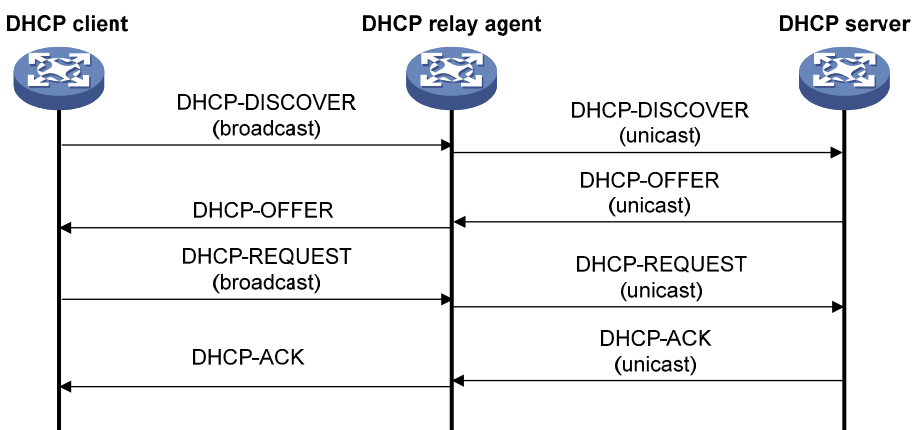 DHCP client
DHCP relay agent
DHCP server
DHCP-DISCOVER
(broadcast)
DHCP-DISCOVER
(unicast)
DHCP-OFFER
(unicast)
DHCP-OFFER
DHCP-REQUEST
(broadcast)
DHCP-REQUEST
(unicast)
DHCP-ACK
(unicast)
DHCP-ACK